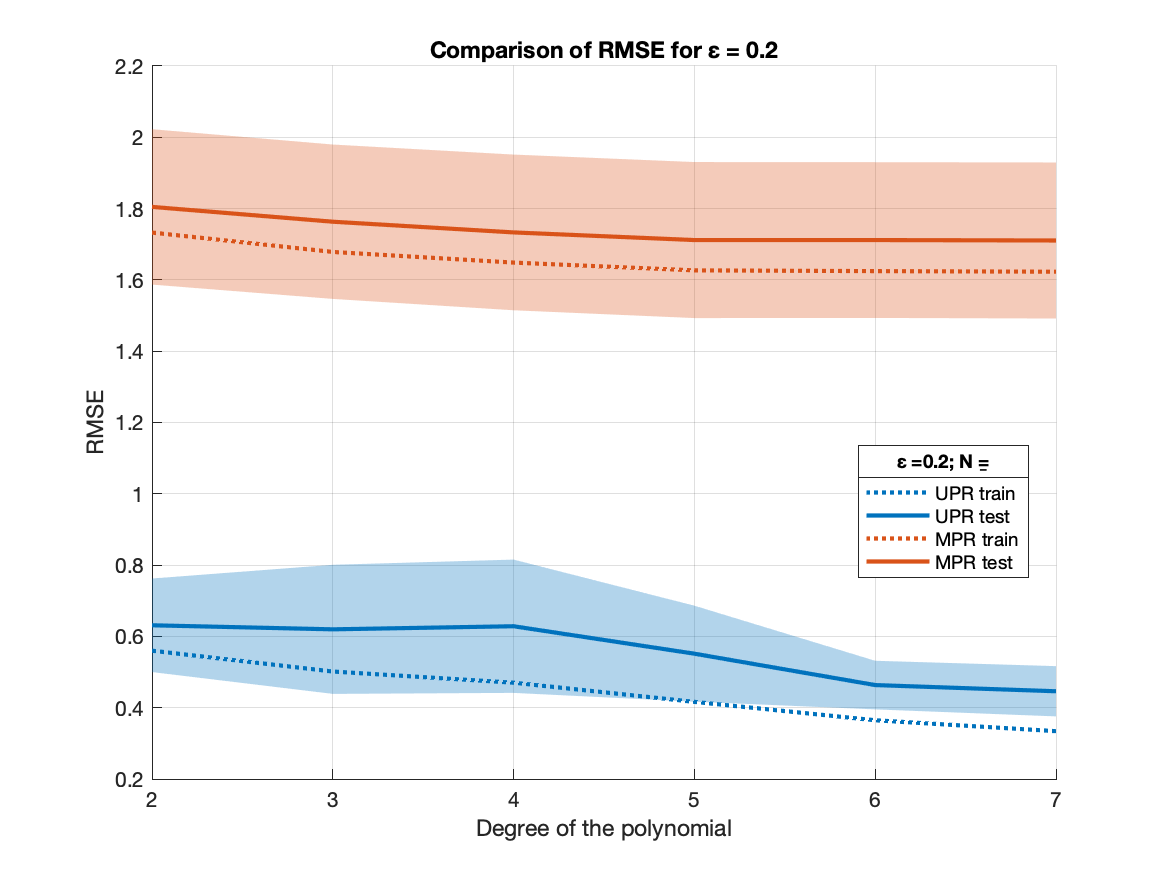 Comparison of RMSE for ε = 0.2
2.2
2
1.8
1.6
1.4
1.2
1
0.8
0.6
0.4
0.2
RMSE
ε =0.2; N =
UPR train
UPR test
MPR train
MPR test
2 3 4 5 6 7
Degree of the polynomial